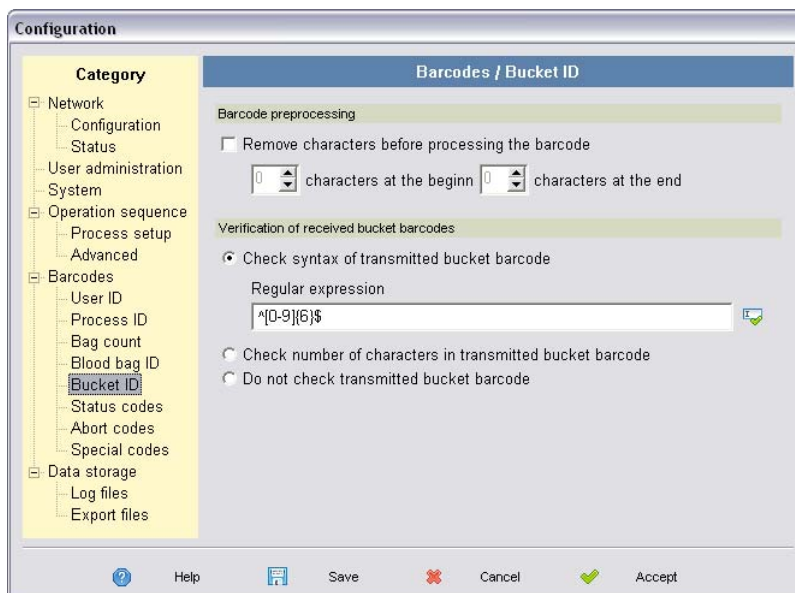 Configuration
Category
Network
Configuration
Status
User administration
System
Operation sequence
Process setup
Advanced
Barcodes
User ID
Process ID
Bag count
Blood bag ID
Bucket ID
Status codes
Abort codes
Special codes
Data storage
Log files
Export files
Barcodes / Bucket ID
Barcode preprocessing
Remove characters before processing the barcode
0 characters at the beginn 0 characters at the end
Verification of received bucket barcodes
Check syntax of transmitted bucket barcode
Regular expression
^[0-9]{6}$
Check number of characters in transmitted bucket barcode
Do not check transmitted bucket barcode
Help Save Cancel Accept